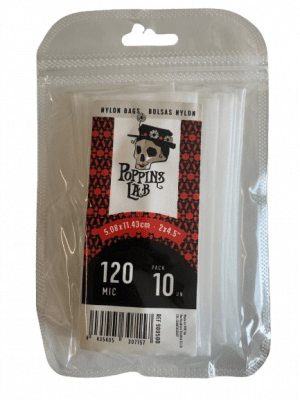 NYLON BAGS BOLSAS NYLON
POPPINS
LAB
5,08x11,43cm 2x4.5"
120
MIC
PACK
10
UN